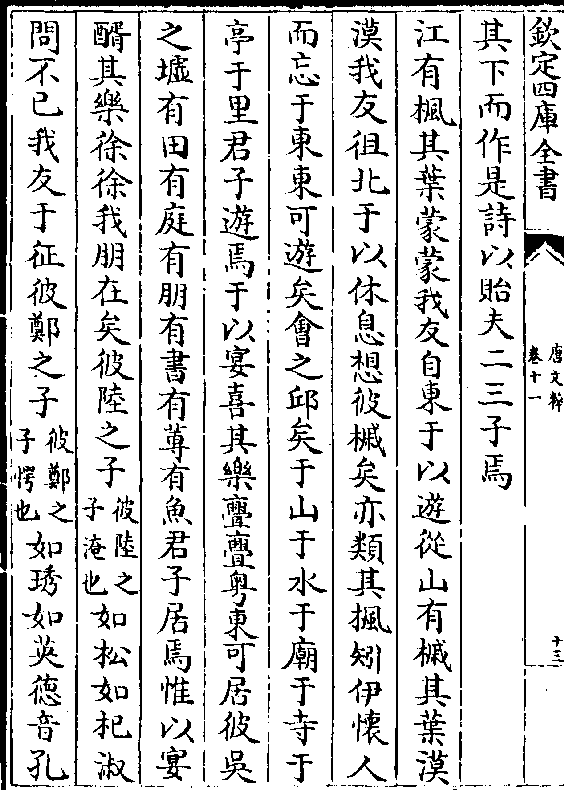 欽定四庫全書
唐文粹
卷十一
十三
其下而作是詩以貽夫二三子焉
江有楓其葉蒙蒙我友自東于以遊從山有槭其葉漠
漠我友徂北于以休息想彼槭矣亦類其楓矧伊懷人
而忘于東東可遊矣會之邱矣于山于水于廟于寺于
亭于里君子遊焉于以宴喜其樂亹亹粤東可居彼吳
之墟有田有庭有朋有書有蓴有魚君子居焉惟以宴
醑其樂徐徐我朋在矣彼陸之子彼陸之子淹也如松如杞淑
問不已我友于征彼鄭之子彼鄭之子愕也如琇如英德音孔